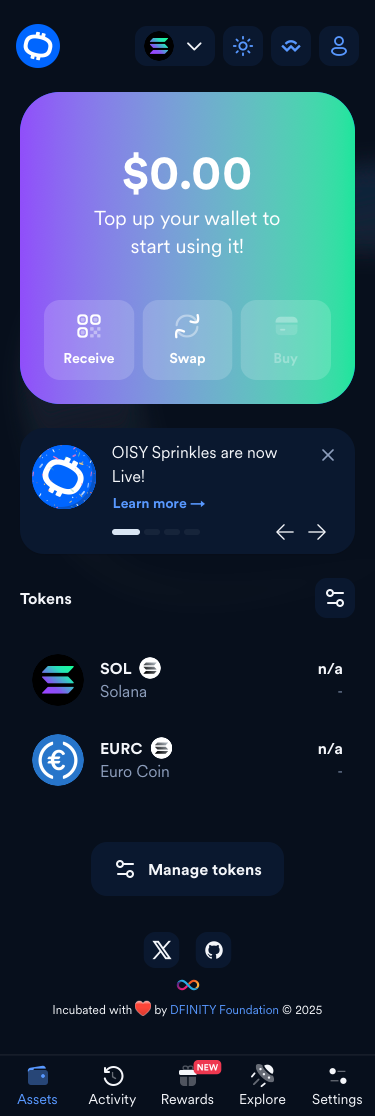 $0.00
Top up your wallet to
start using it!
Receive
Swap
Buy
OISY Sprinkles are now
Live!
Learn more →
Tokens
SOL
n/a
Solana
-
EURC
n/a
Euro Coin
-
Manage tokens
Incubated with ❤️ by DFINITY Foundation © 2025
NEW
Assets
Activity
Rewards
Explore
Settings